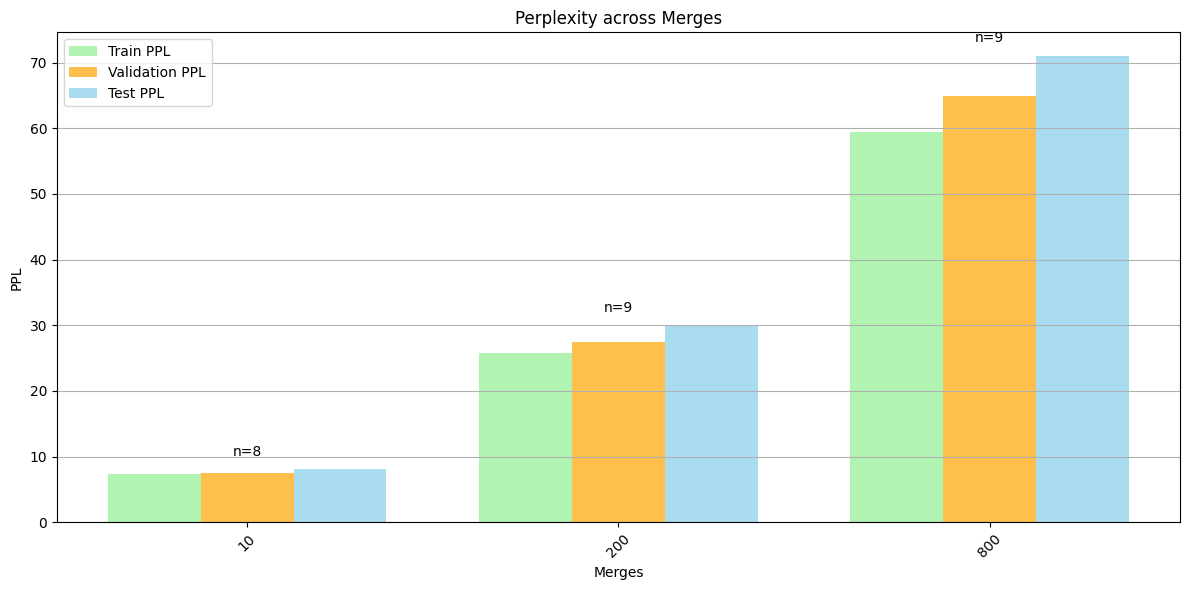 Perplexity across Merges
Train PPL
Validation PPL
Test PPL
n=8
n=9
n=9
PPL
0
10
20
30
40
50
60
70
10
200
800
Merges